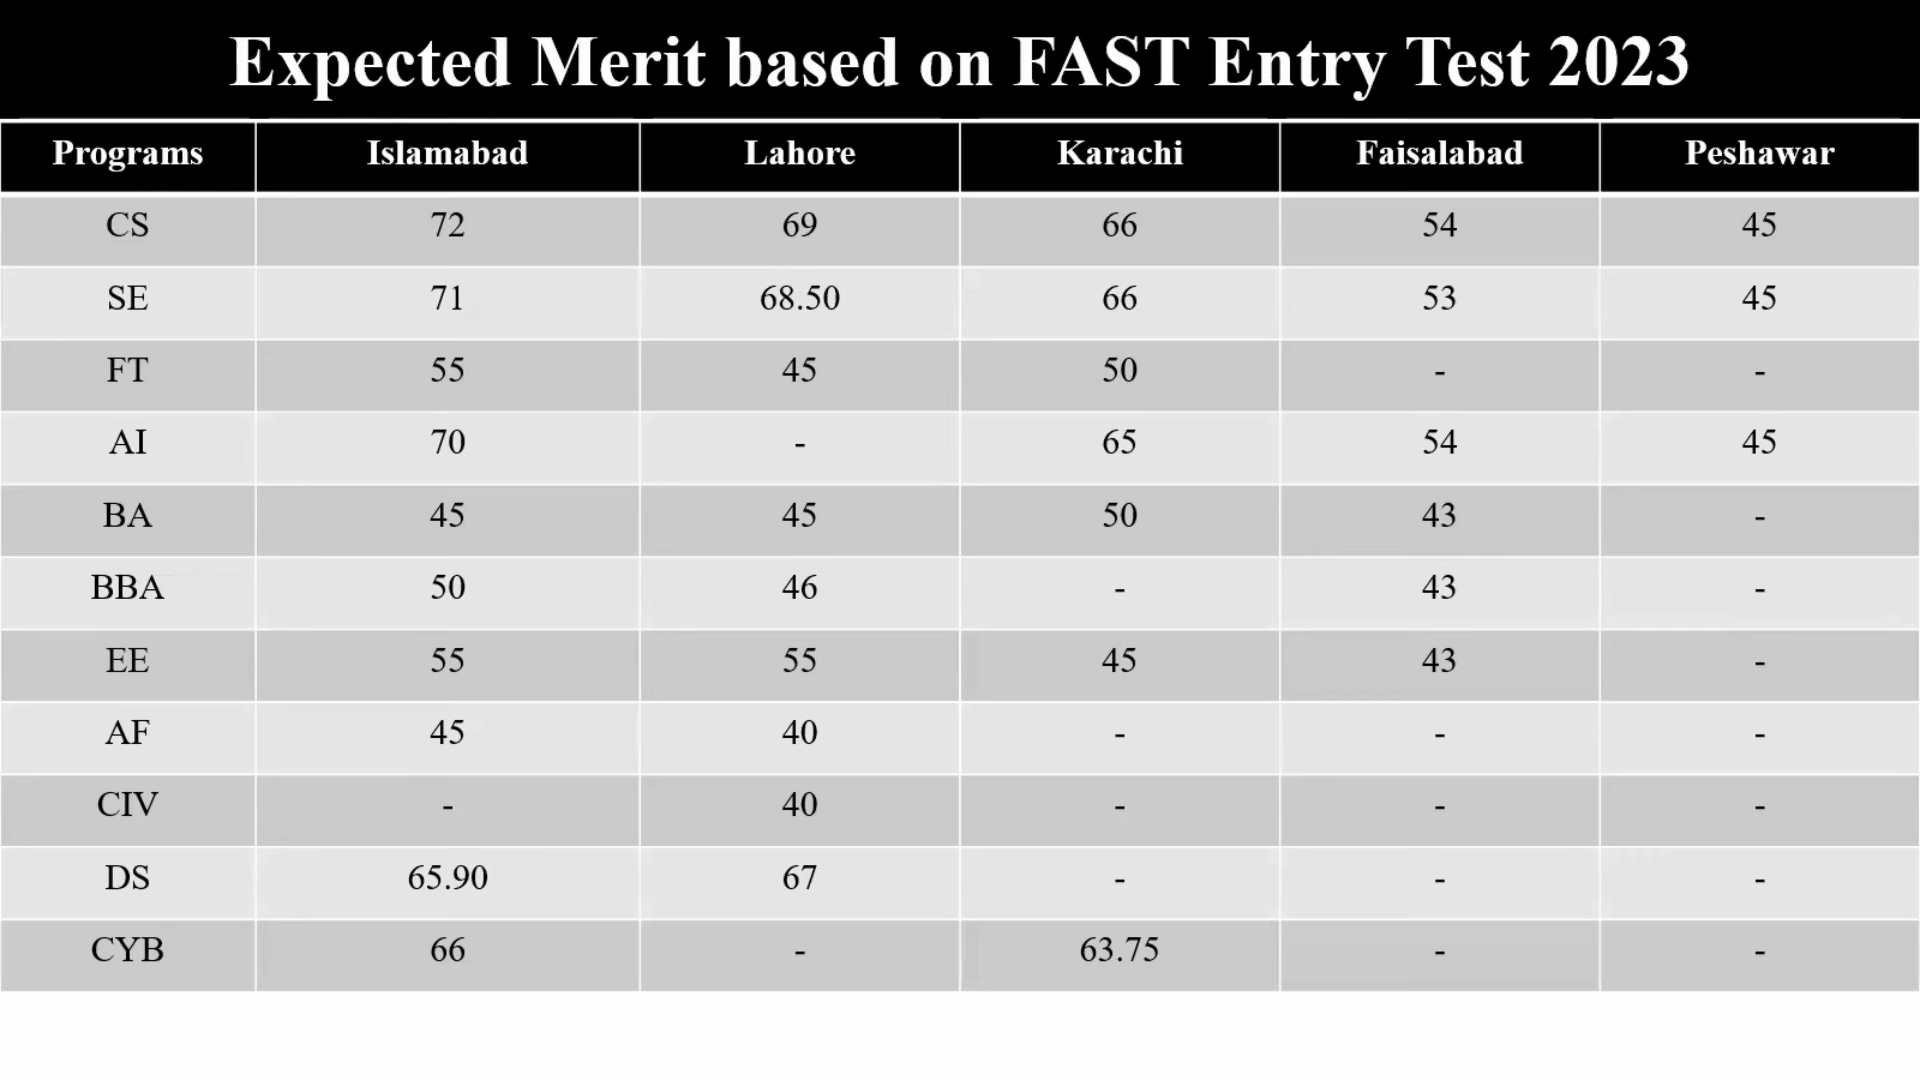 Expected Merit based on FAST Entry Test 2023
Programs Islamabad Lahore Karachi Faisalabad Peshawar
CS 72 69 66 54 45
SE 71 68.50 66 53 45
FT 55 45 50 - -
AI 70 - 65 54 45
BA 45 45 50 43 -
BBA 50 46 - 43 -
EE 55 55 45 43 -
AF 45 40 - - -
CIV - 40 - - -
DS 65.90 67 - - -
CYB 66 - 63.75 - -